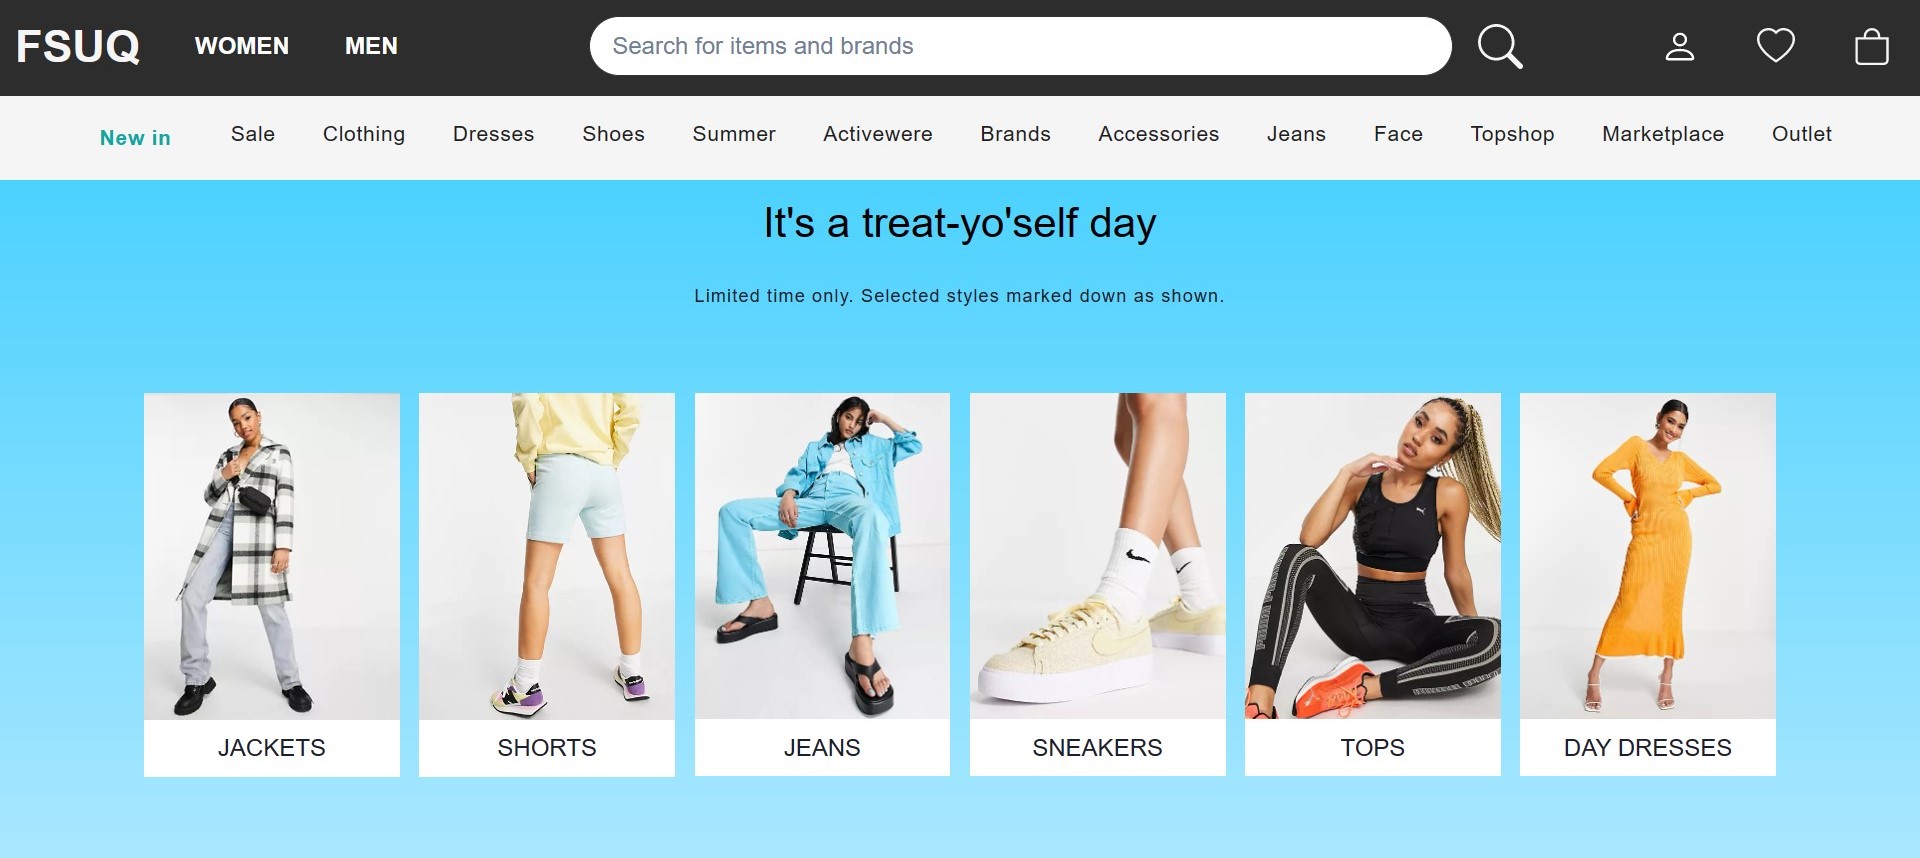 FSUQ WOMEN MEN Search for items and brands
New in Sale Clothing Dresses Shoes Summer Activewere Brands Accessories Jeans Face Topshop Marketplace Outlet
It's a treat-yo'self day
Limited time only. Selected styles marked down as shown.
JACKETS SHORTS JEANS SNEAKERS TOPS DAY DRESSES